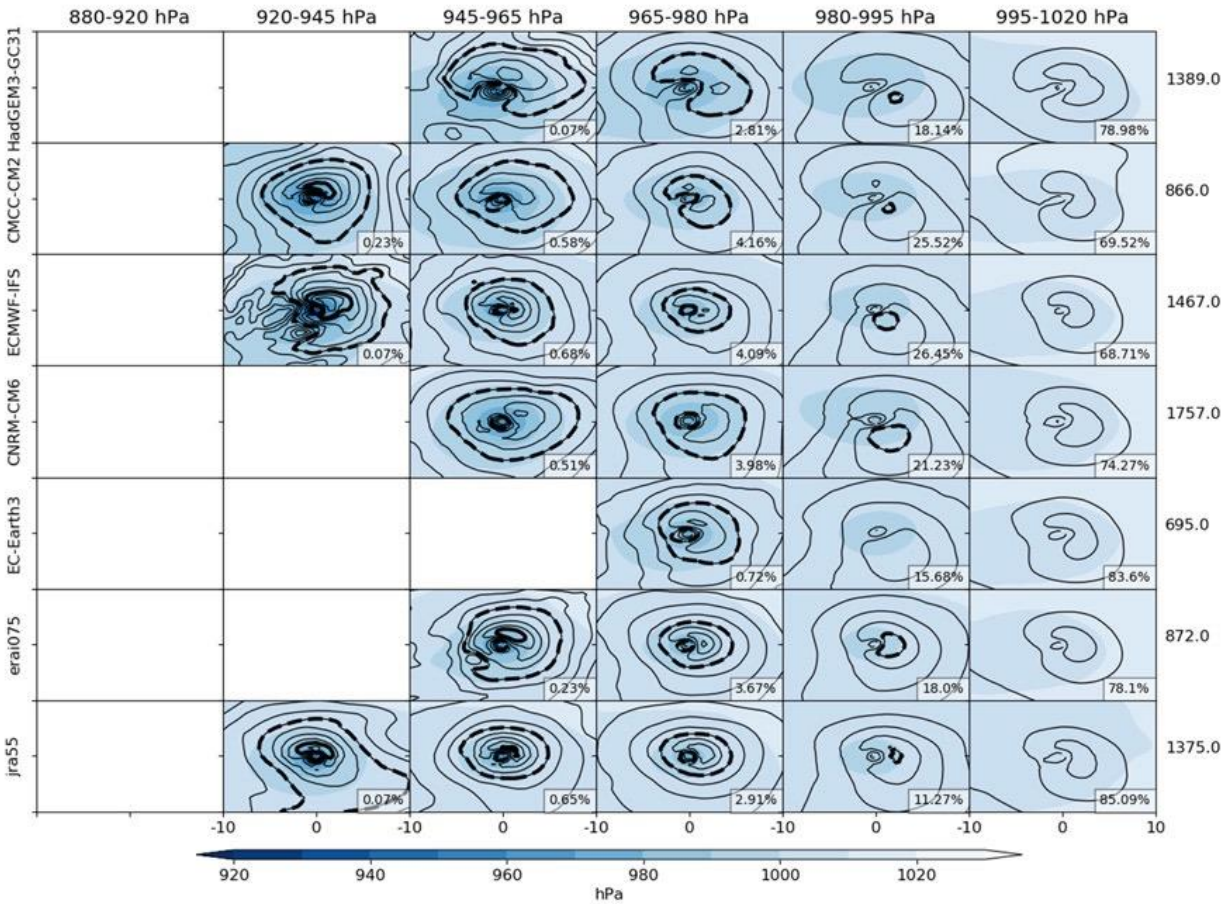 880-920 hPa 920-945 hPa 945-965 hPa 965-980 hPa 980-995 hPa 995-1020 hPa
HadGEM3-GC31 0.07% 2.81% 18.14% 78.98% 1389.0
CMCC-CM2 0.23% 0.58% 4.16% 25.52% 69.52% 866.0
ECMWF-IFS 0.07% 0.68% 4.09% 26.45% 68.71% 1467.0
CNRM-CM6 0.51% 3.98% 21.23% 74.27% 1757.0
EC-Earth3 0.72% 15.68% 83.6% 695.0
erai075 0.23% 3.67% 18.0% 78.1% 872.0
jra55 0.07% 0.65% 2.91% 11.27% 85.09% 1375.0
-10 0 -10 0 -10 0 -10 0 -10 0 10
920 940 960 980 1000 1020
hPa